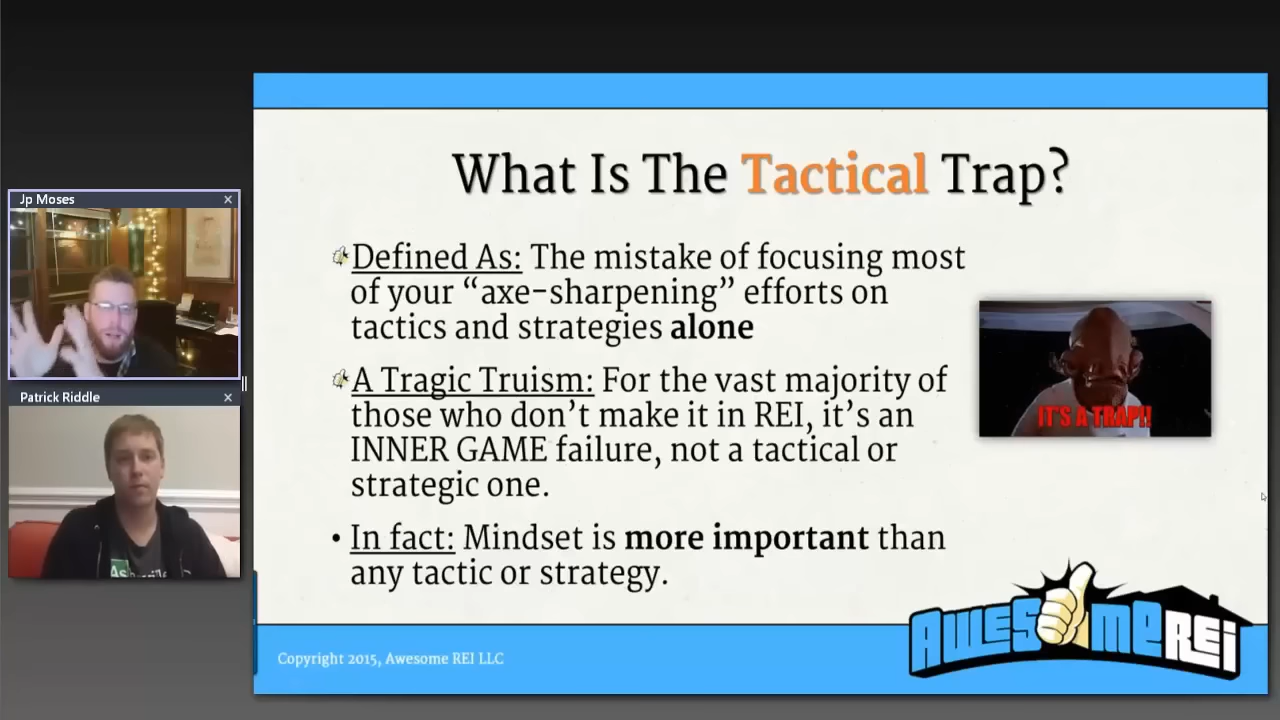 Jp Moses
Patrick Riddle
What Is The Tactical Trap?
Defined As: The mistake of focusing most
of your “axe-sharpening” efforts on
tactics and strategies alone
A Tragic Truism: For the vast majority of
those who don’t make it in REI, it’s an
INNER GAME failure, not a tactical or
strategic one.
• In fact: Mindset is more important than
any tactic or strategy.
IT'S A TRAP!!
Copyright 2015, Awesome REI LLC
AWESOME REI